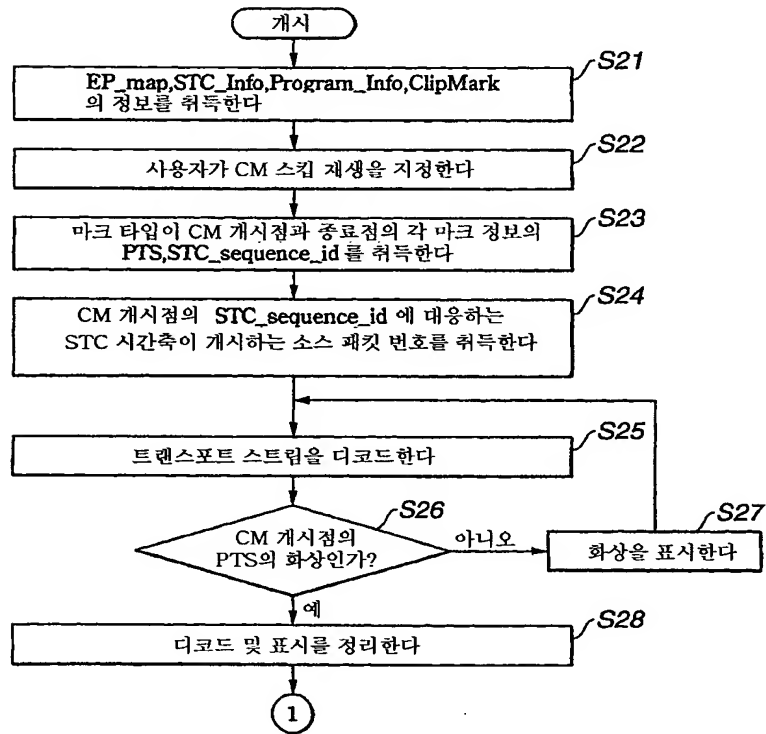 개시
S21
EP_map,STC_Info,Program_Info,ClipMark
의 정보를 취득한다
S22
사용자가 CM 스킵 재생을 지정한다
S23
마크 타입이 CM 개시점과 종료점의 각 마크 정보의
PTS,STC_sequence_id 를 취득한다
S24
CM 개시점의 STC_sequence_id 에 대응하는
STC 시간축이 개시하는 소스 패킷 번호를 취득한다
S25
트랜스포트 스트림을 디코드한다
S26
CM 개시점의
PTS의 화상인가?
아니오
S27
화상을 표시한다
예
S28
디코드 및 표시를 정리한다
1